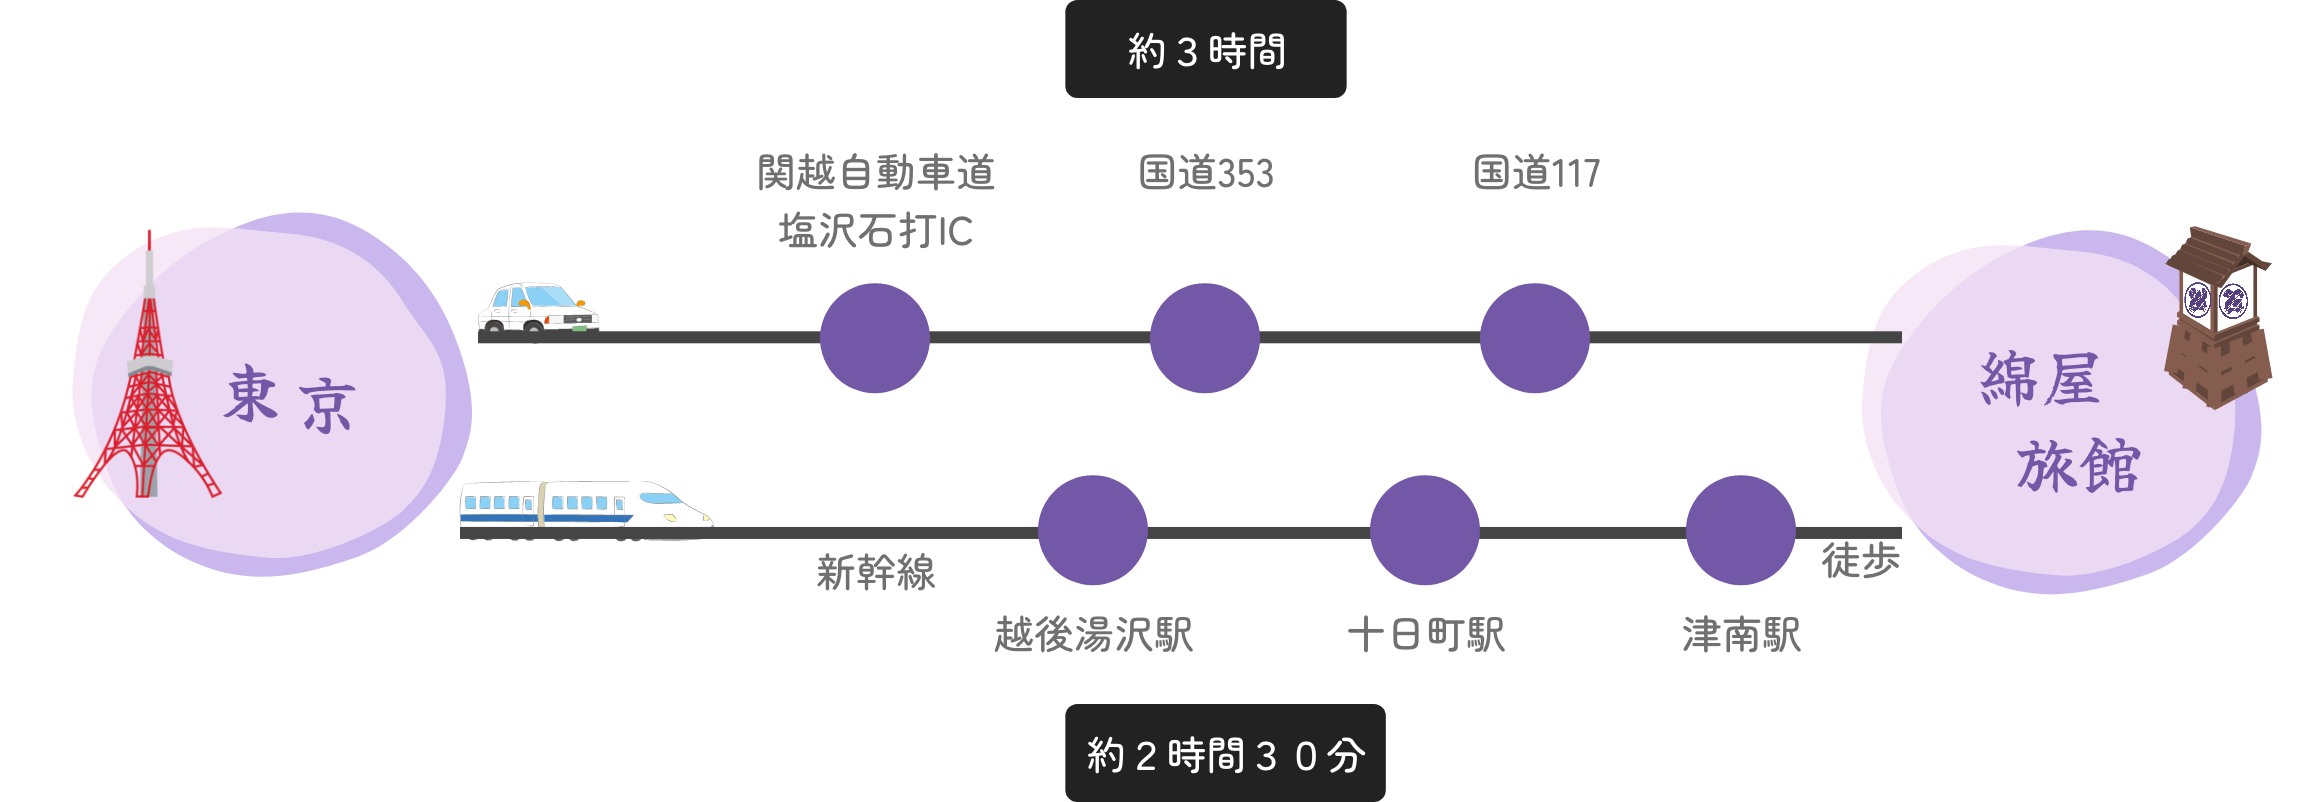 約３時間
関越自動車道
塩沢石打IC
国道353
国道117
東京
綿屋
旅館
新幹線
徒歩
越後湯沢駅
十日町駅
津南駅
約２時間３０分